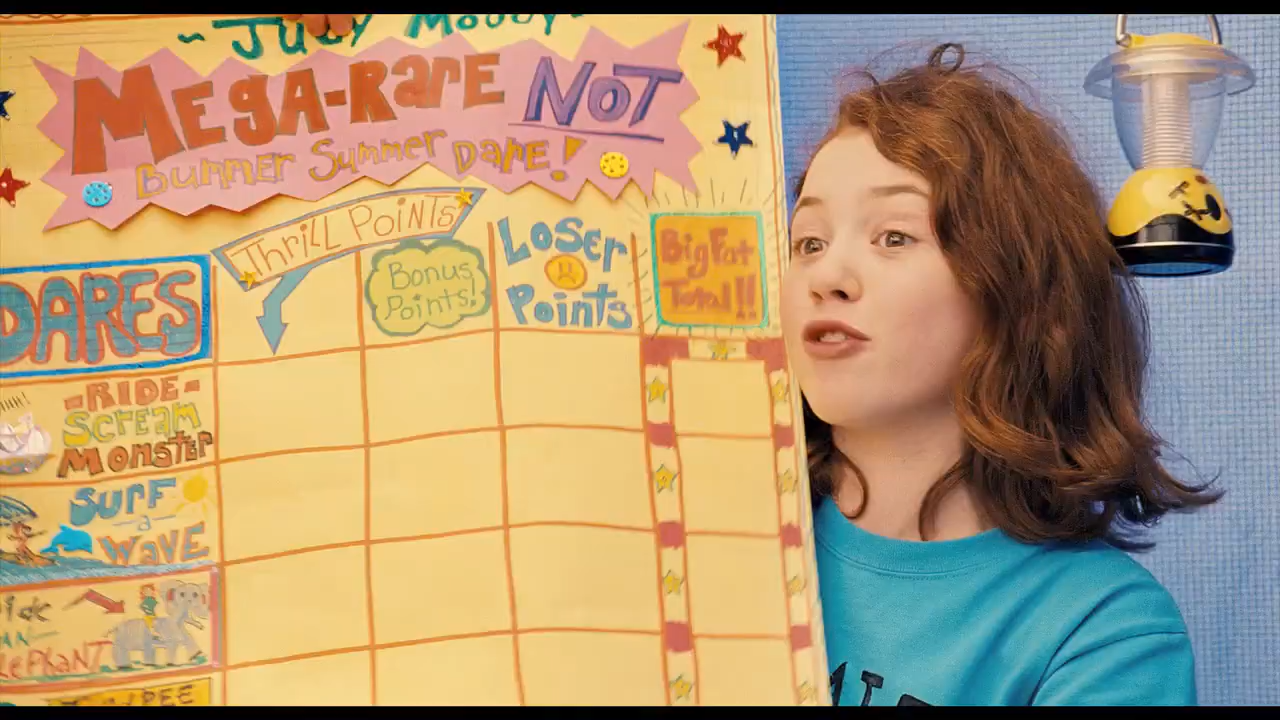 ~Judy Moody~
MEGA-RARE NOT
Bummer Summer Dare!
Thrill Points
Bonus
Points!
Loser
Points
Big Fat
Total!!
DARES
-RIDE-
Scream
Monster
SURF
-a-
WAVE
ElePHANT